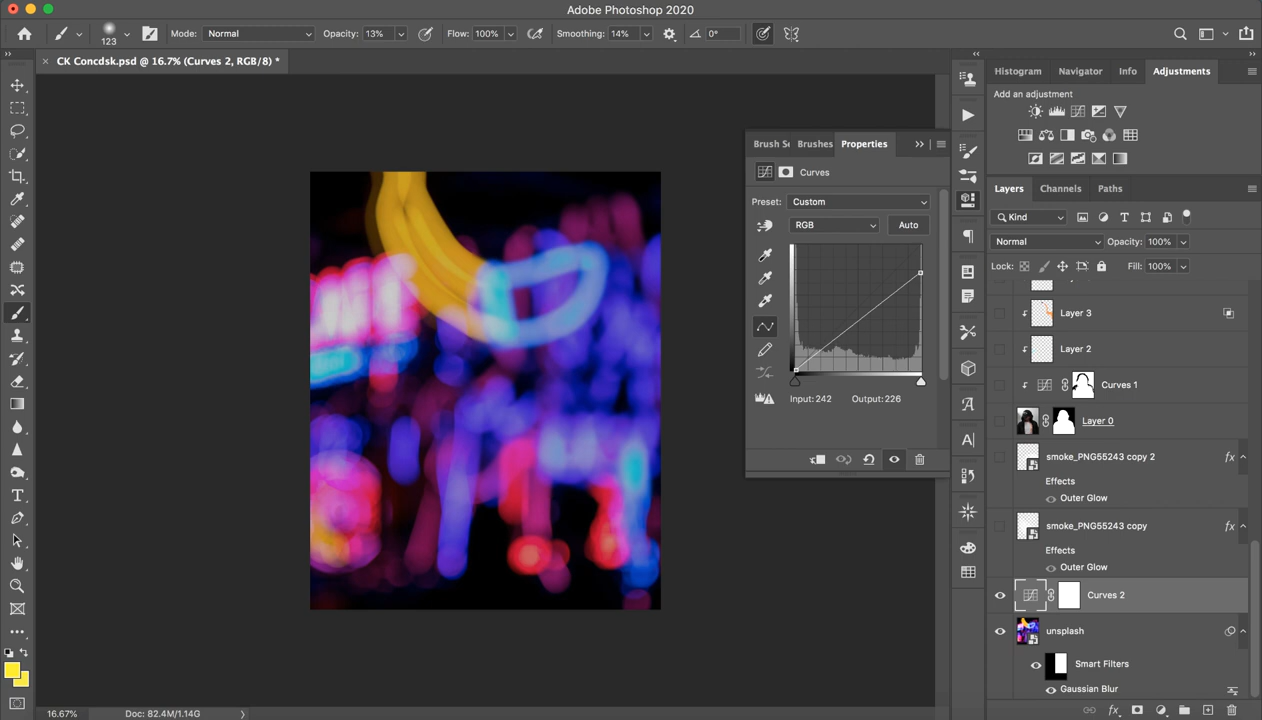 Adobe Photoshop 2020
123
Mode: Normal
Opacity: 13%
Flow: 100%
Smoothing: 14%
0°
CK Concdsk.psd @ 16.7% (Curves 2, RGB/8) *
Histogram
Navigator
Info
Adjustments
Add an adjustment
Brush Se
Brushes
Properties
Curves
Preset: Custom
RGB
Auto
Input: 242
Output: 226
Layers
Channels
Paths
Kind
Normal
Opacity: 100%
Lock:
Fill: 100%
Layer 3
Layer 2
Curves 1
Layer 0
smoke_PNG55243 copy 2
fx
Effects
Outer Glow
smoke_PNG55243 copy
fx
Effects
Outer Glow
Curves 2
unsplash
Smart Filters
Gaussian Blur
16.67%
Doc: 82.4M/1.14G
fx